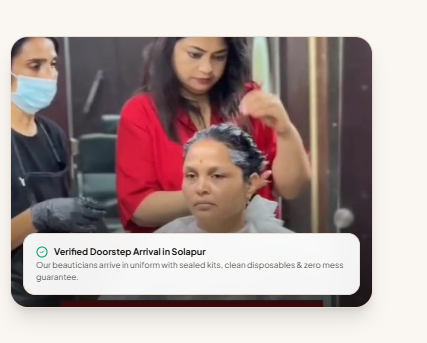 Verified Doorstep Arrival in Solapur
Our beauticians arrive in uniform with sealed kits, clean disposables & zero mess
guarantee.